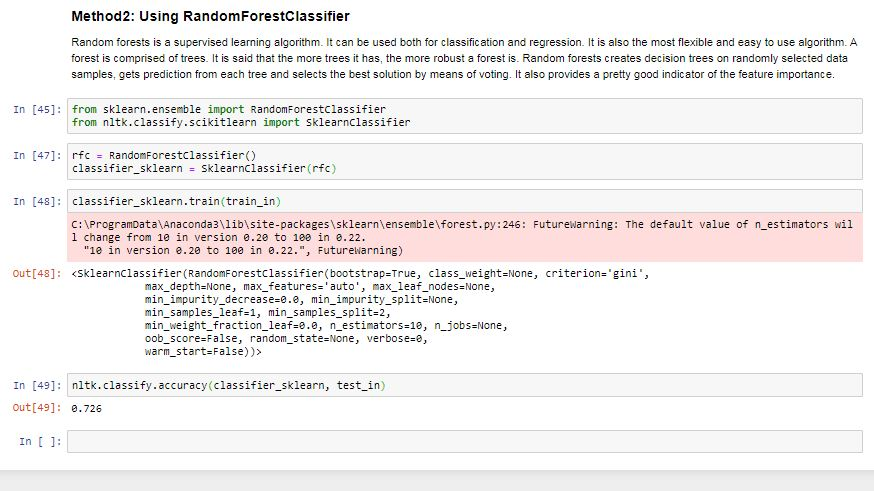 Method2: Using RandomForestClassifier
Random forests is a supervised learning algorithm. It can be used both for classification and regression. It is also the most flexible and easy to use algorithm. A
forest is comprised of trees. It is said that the more trees it has, the more robust a forest is. Random forests creates decision trees on randomly selected data
samples, gets prediction from each tree and selects the best solution by means of voting. It also provides a pretty good indicator of the feature importance.
In [45]: from sklearn.ensemble import RandomForestClassifier
from nltk.classify.scikitlearn import SklearnClassifier
In [47]: rfc = RandomForestClassifier()
classifier_sklearn = SklearnClassifier(rfc)
In [48]: classifier_sklearn.train(train_in)
C:\ProgramData\Anaconda3\lib\site-packages\sklearn\ensemble\forest.py:246: FutureWarning: The default value of n_estimators wil
l change from 10 in version 0.20 to 100 in 0.22.
"10 in version 0.20 to 100 in 0.22.", FutureWarning)
Out[48]: <SklearnClassifier(RandomForestClassifier(bootstrap=True, class_weight=None, criterion='gini',
max_depth=None, max_features='auto', max_leaf_nodes=None,
min_impurity_decrease=0.0, min_impurity_split=None,
min_samples_leaf=1, min_samples_split=2,
min_weight_fraction_leaf=0.0, n_estimators=10, n_jobs=None,
oob_score=False, random_state=None, verbose=0,
warm_start=False))>
In [49]: nltk.classify.accuracy(classifier_sklearn, test_in)
Out[49]: 0.726
In [ ]: